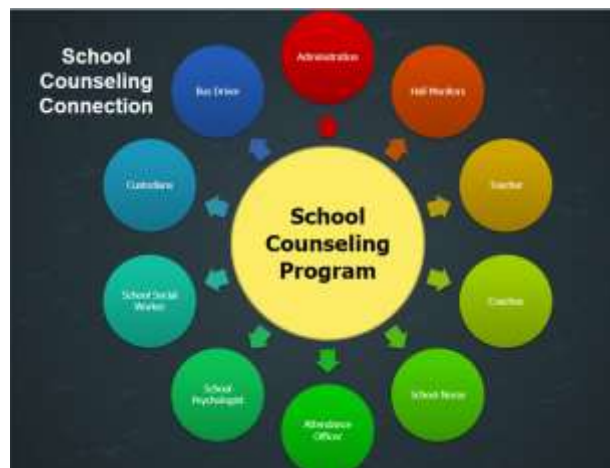 School
Counseling
Connection
Administration
Hall Monitors
Teacher
Coaches
School Nurse
Attendance
Officer
School
Psychologist
School Social
Worker
Custodians
Bus Driver
School
Counseling
Program